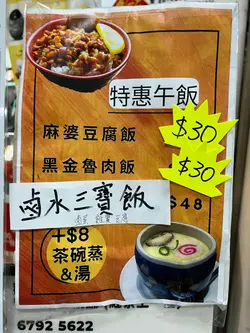 特惠午飯
麻婆豆腐飯 $30
黑金魯肉飯 $30
鹵水三寶飯 $48
+$8
茶碗蒸
&湯
6792 5622